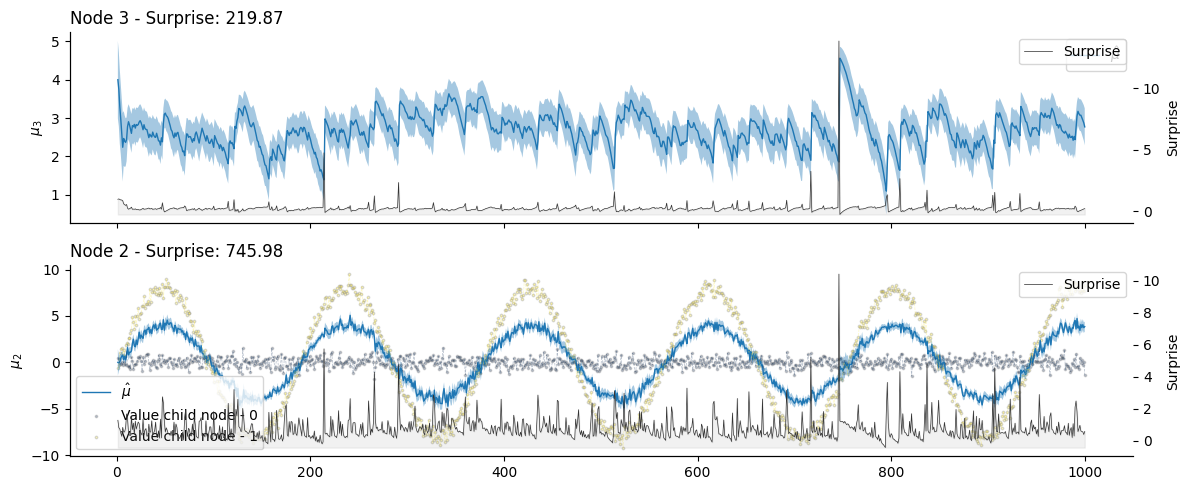 Node 3 - Surprise: 219.87
5
4
3
2
1
μ₃
Surprise
10
5
0
Surprise
Node 2 - Surprise: 745.98
10
5
0
−5
−10
μ₂
Surprise
μ̂
Value child node - 0
Value child node - 1
10
8
6
4
2
0
Surprise
0
200
400
600
800
1000